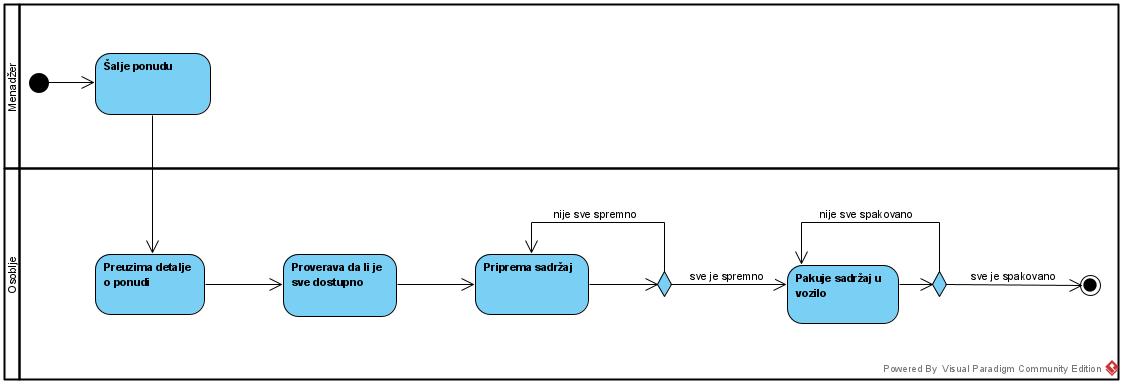 Menadžer
Šalje ponudu
Osoblje
Preuzima detalje
o ponudi
Proverava da li je
sve dostupno
nije sve spremno
Priprema sadržaj
sve je spremno
nije sve spakovano
Pakuje sadržaj u
vozilo
sve je spakovano
Powered By Visual Paradigm Community Edition